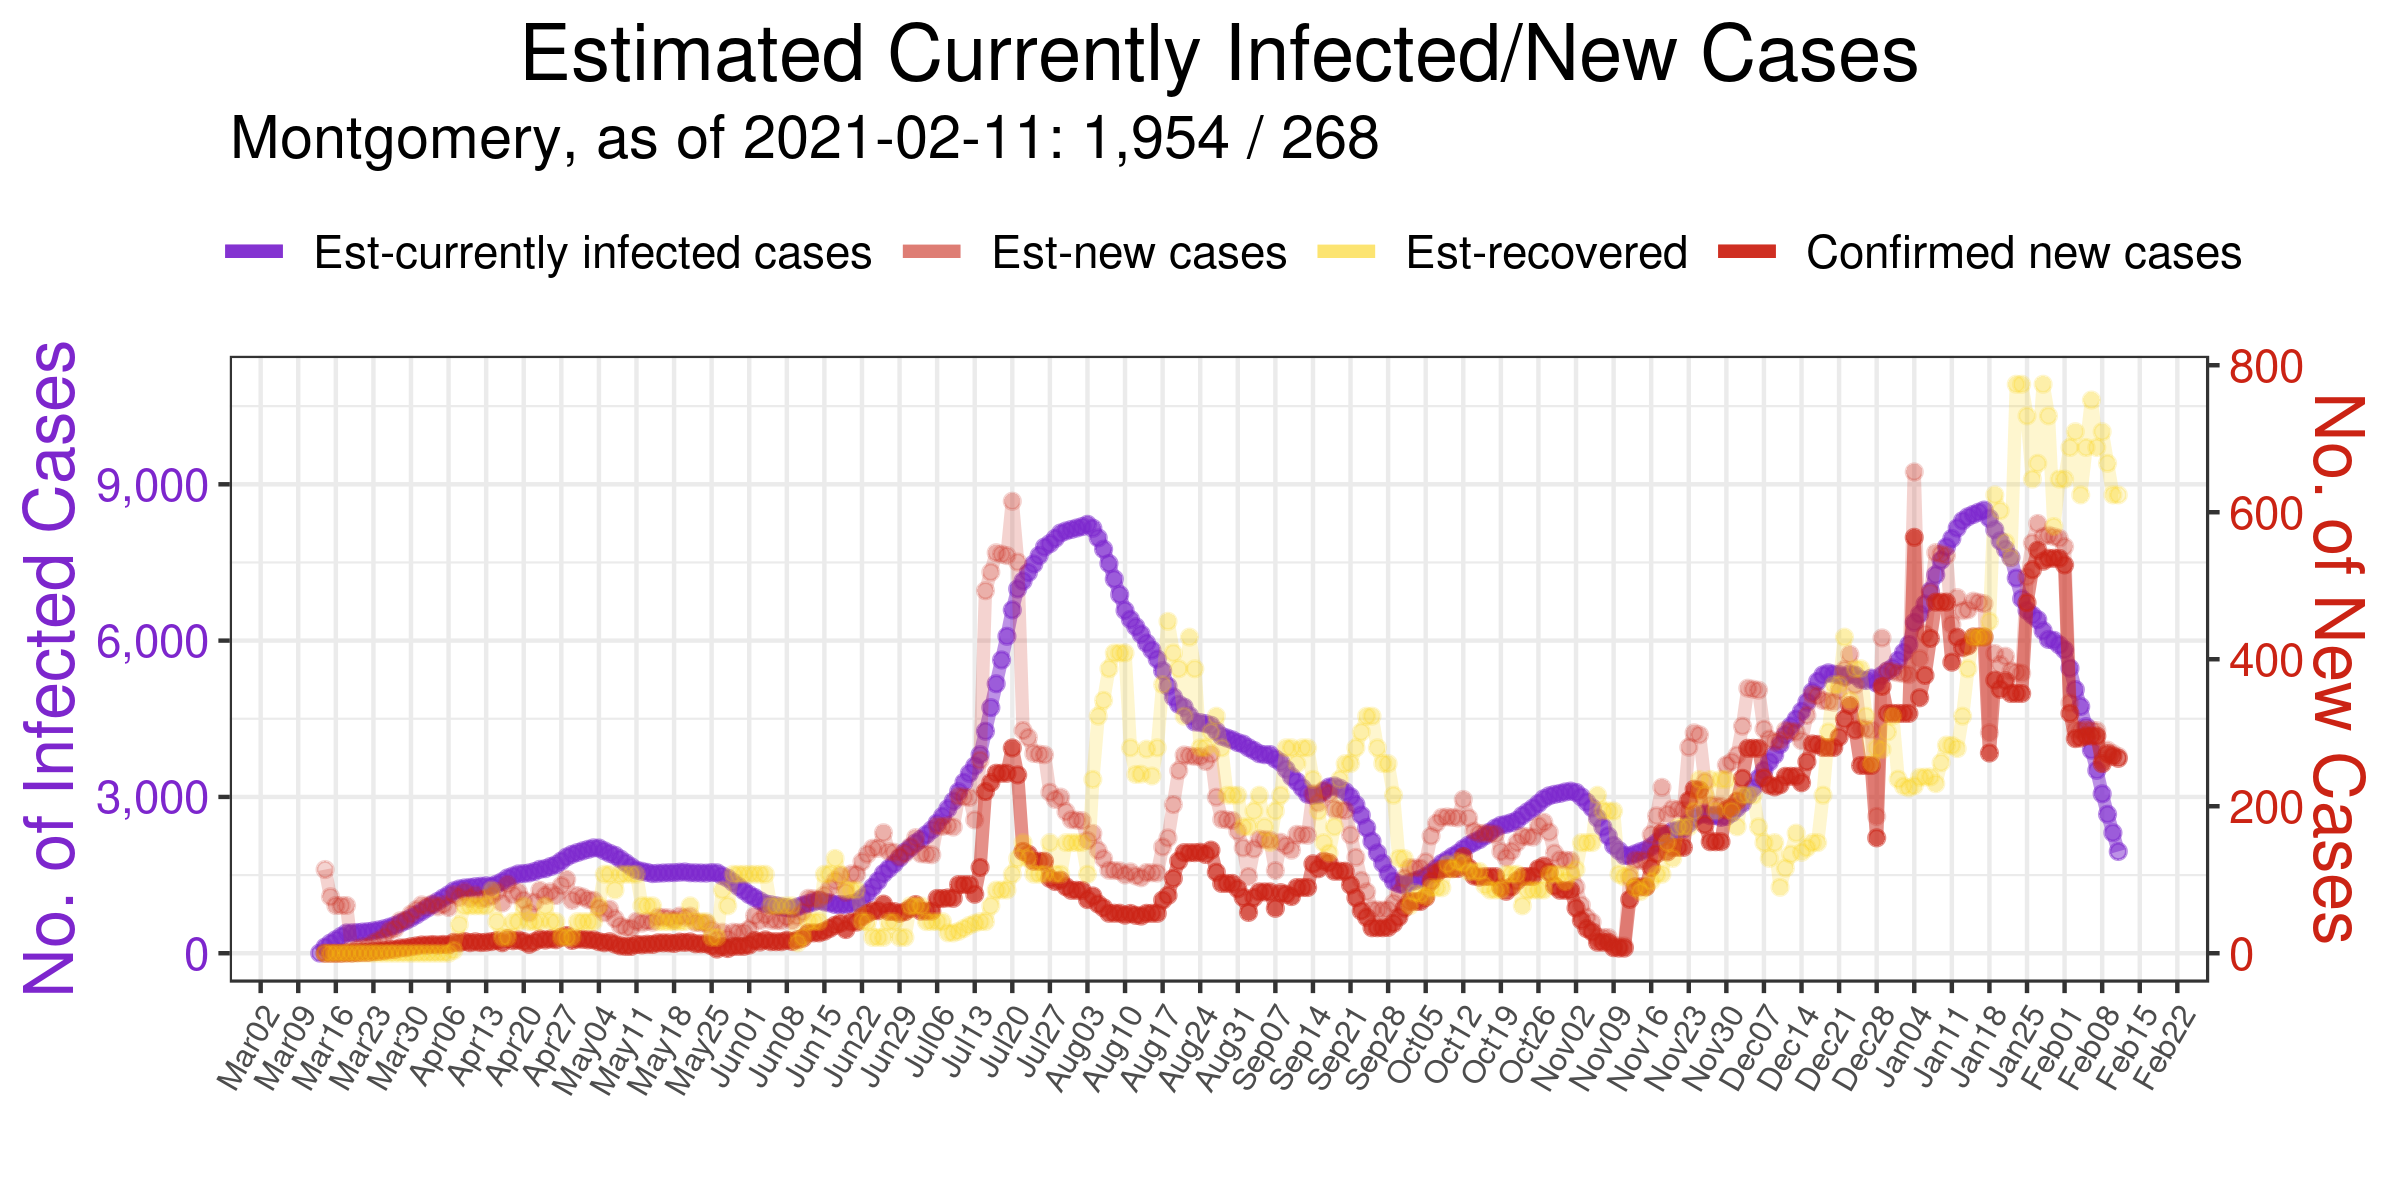 Estimated Currently Infected/New Cases
Montgomery, as of 2021-02-11: 1,954 / 268
Est-currently infected cases Est-new cases Est-recovered Confirmed new cases
No. of Infected Cases
9,000
6,000
3,000
0
800
600
400
200
0
No. of New Cases
Mar02 Mar09 Mar16 Mar23 Mar30 Apr06 Apr13 Apr20 Apr27 May04 May11 May18 May25 Jun01 Jun08 Jun15 Jun22 Jun29 Jul06 Jul13 Jul20 Jul27 Aug03 Aug10 Aug17 Aug24 Aug31 Sep07 Sep14 Sep21 Sep28 Oct05 Oct12 Oct19 Oct26 Nov02 Nov09 Nov16 Nov23 Nov30 Dec07 Dec14 Dec21 Dec28 Jan04 Jan11 Jan18 Jan25 Feb01 Feb08 Feb15 Feb22